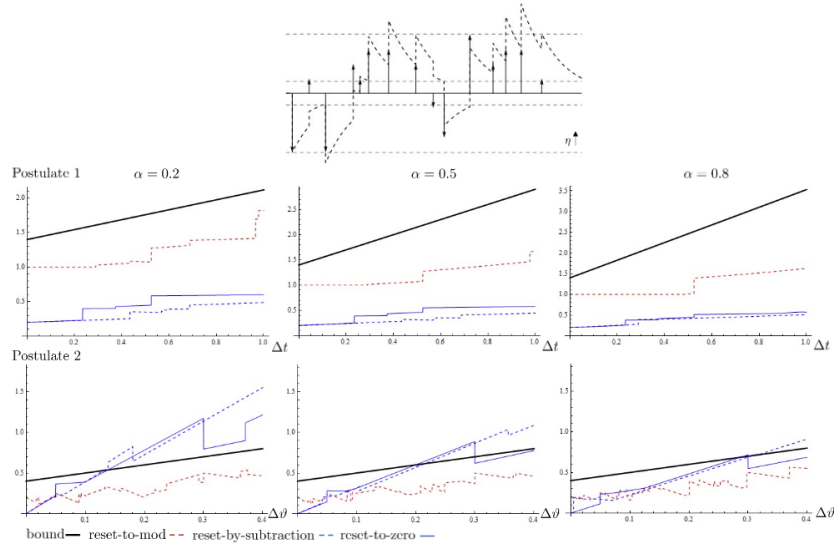 η
Postulate 1
α = 0.2 α = 0.5 α = 0.8
2.0
1.5
1.0
0.5
0.2 0.4 0.6 0.8 1.0
Δt
2.5
2.0
1.5
1.0
0.5
0.2 0.4 0.6 0.8 1.0
Δt
3.5
3.0
2.5
2.0
1.5
1.0
0.5
0.2 0.4 0.6 0.8 1.0
Δt
Postulate 2
1.5
1.0
0.5
0.1 0.2 0.3 0.4
Δϑ
1.5
1.0
0.5
0.1 0.2 0.3 0.4
Δϑ
1.5
1.0
0.5
0.1 0.2 0.3 0.4
Δϑ
bound reset-to-mod reset-by-subtraction reset-to-zero